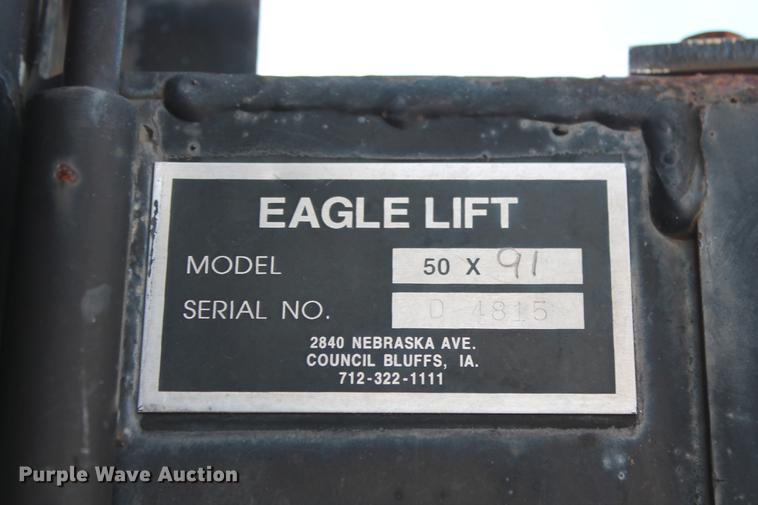 EAGLE LIFT
MODEL 50 X 91
SERIAL NO. D 4815
2840 NEBRASKA AVE.
COUNCIL BLUFFS, IA.
712-322-1111
Purple Wave Auction